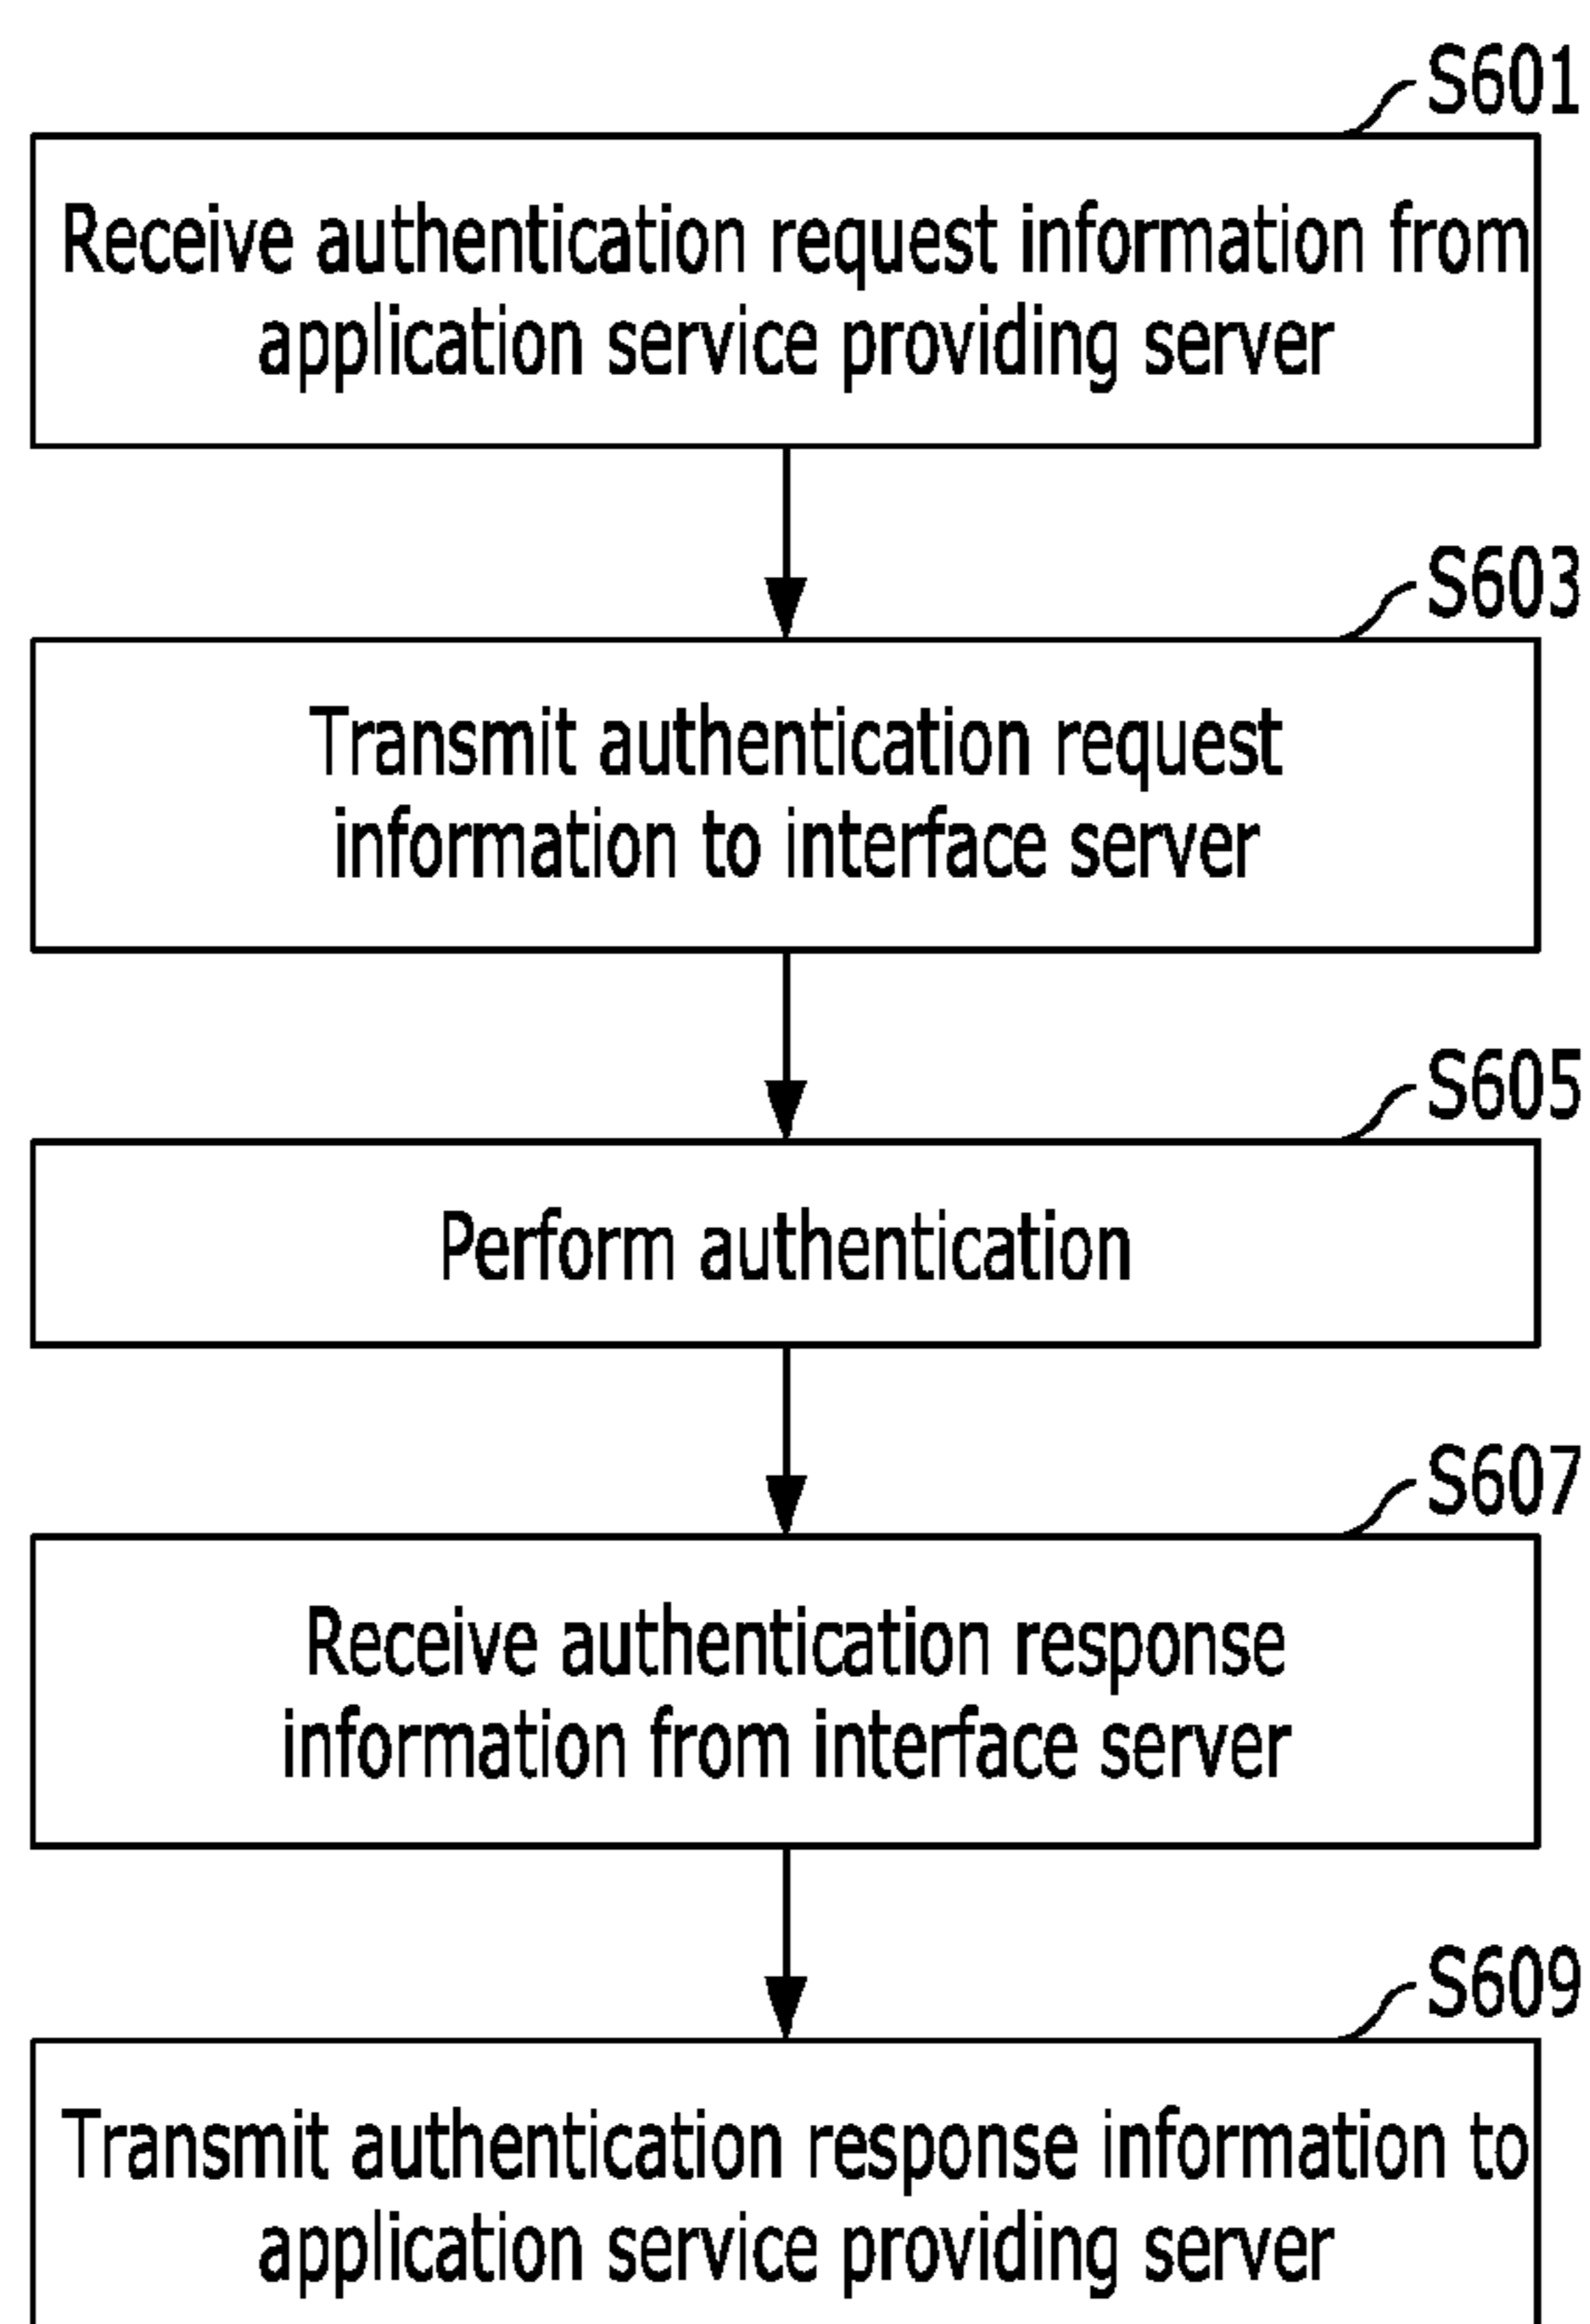 S601
Receive authentication request information from
application service providing server
S603
Transmit authentication request
information to interface server
S605
Perform authentication
S607
Receive authentication response
information from interface server
S609
Transmit authentication response information to
application service providing server